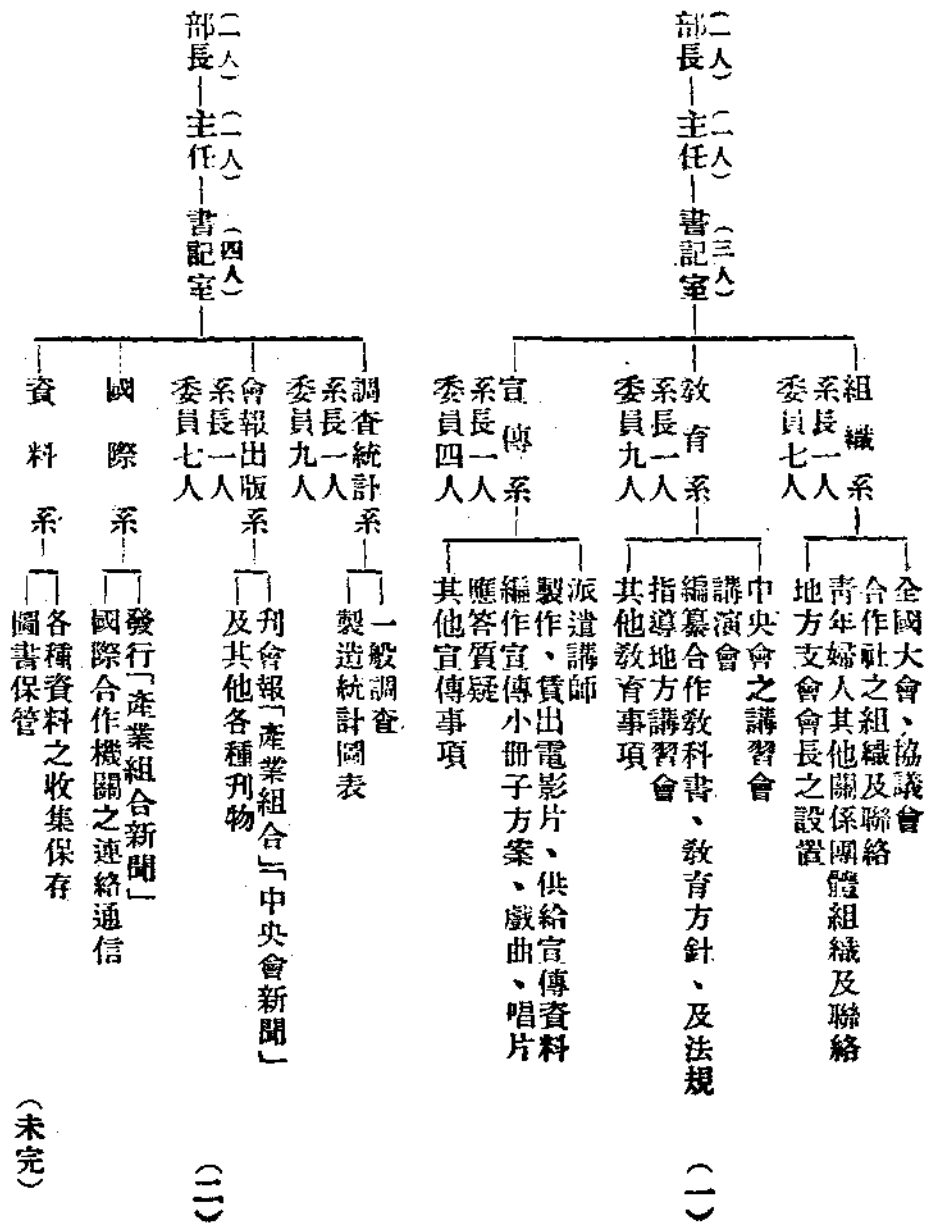 (一人)
部長
(一人)
主任
(三人)
書記室
組織系
系長一人
委員七人
全國大會、協議會
合作社之組織及聯絡
青年婦人其他關係團體組織及聯絡
地方支會會長之設置
教育系
系長一人
委員九人
中央會之講習會
講演會
編纂合作教科書、教育方針、及法規
指導地方講習會
其他教育事項
宣傳系
系長一人
委員四人
派遣講師
製作、賃出電影片、供給宣傳資料
編作宣傳小冊子方案、戲曲、唱片
應答質疑
其他宣傳事項
(一)
(一人)
部長
(一人)
主任
(四人)
書記室
調查統計系
系長一人
委員九人
一般調查
製造統計圖表
會報出版系
系長一人
委員七人
刊會報「產業組合」「中央會新聞」
及其他各種刊物
國際系
發行「產業組合新聞」
國際合作機關之連絡通信
資料系
各種資料之收集保存
圖書保管
(二)
(未完)